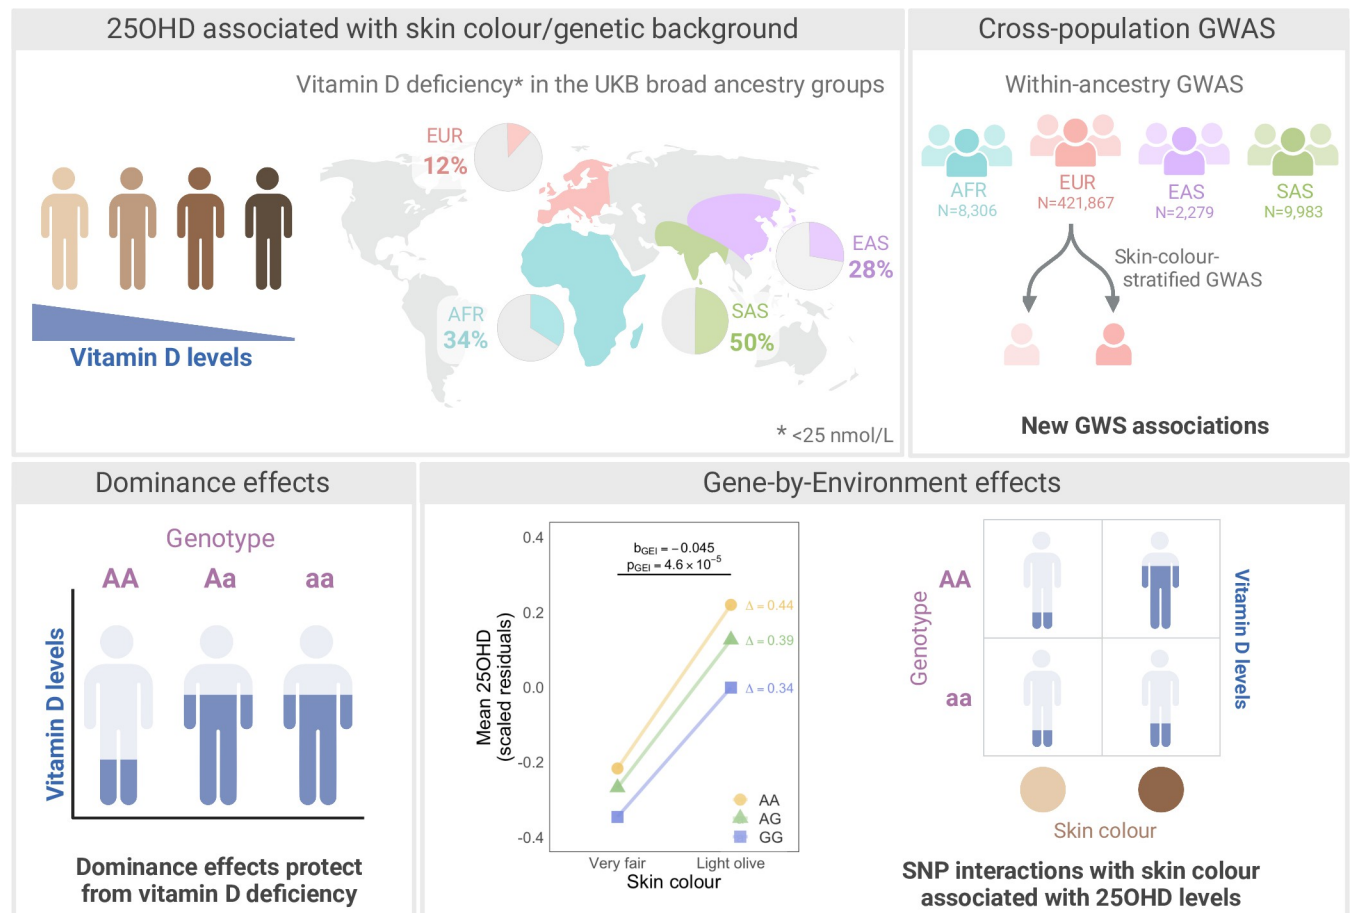 25OHD associated with skin colour/genetic background
Vitamin D deficiency* in the UKB broad ancestry groups
EUR
12%
EAS
28%
AFR
34%
SAS
50%
Vitamin D levels
* <25 nmol/L
Cross-population GWAS
Within-ancestry GWAS
AFR
N=8,306
EUR
N=421,867
EAS
N=2,279
SAS
N=9,983
Skin-colour-
stratified GWAS
New GWS associations
Dominance effects
Genotype
AA Aa aa
Vitamin D levels
Dominance effects protect
from vitamin D deficiency
Gene-by-Environment effects
Mean 25OHD
(scaled residuals)
0.4
0.2
0.0
-0.2
-0.4
bGEI = −0.045
pGEI = 4.6 × 10⁻⁵
Δ = 0.44
Δ = 0.39
Δ = 0.34
AA
AG
GG
Very fair Light olive
Skin colour
Genotype
AA
aa
Vitamin D levels
Skin colour
SNP interactions with skin colour
associated with 25OHD levels